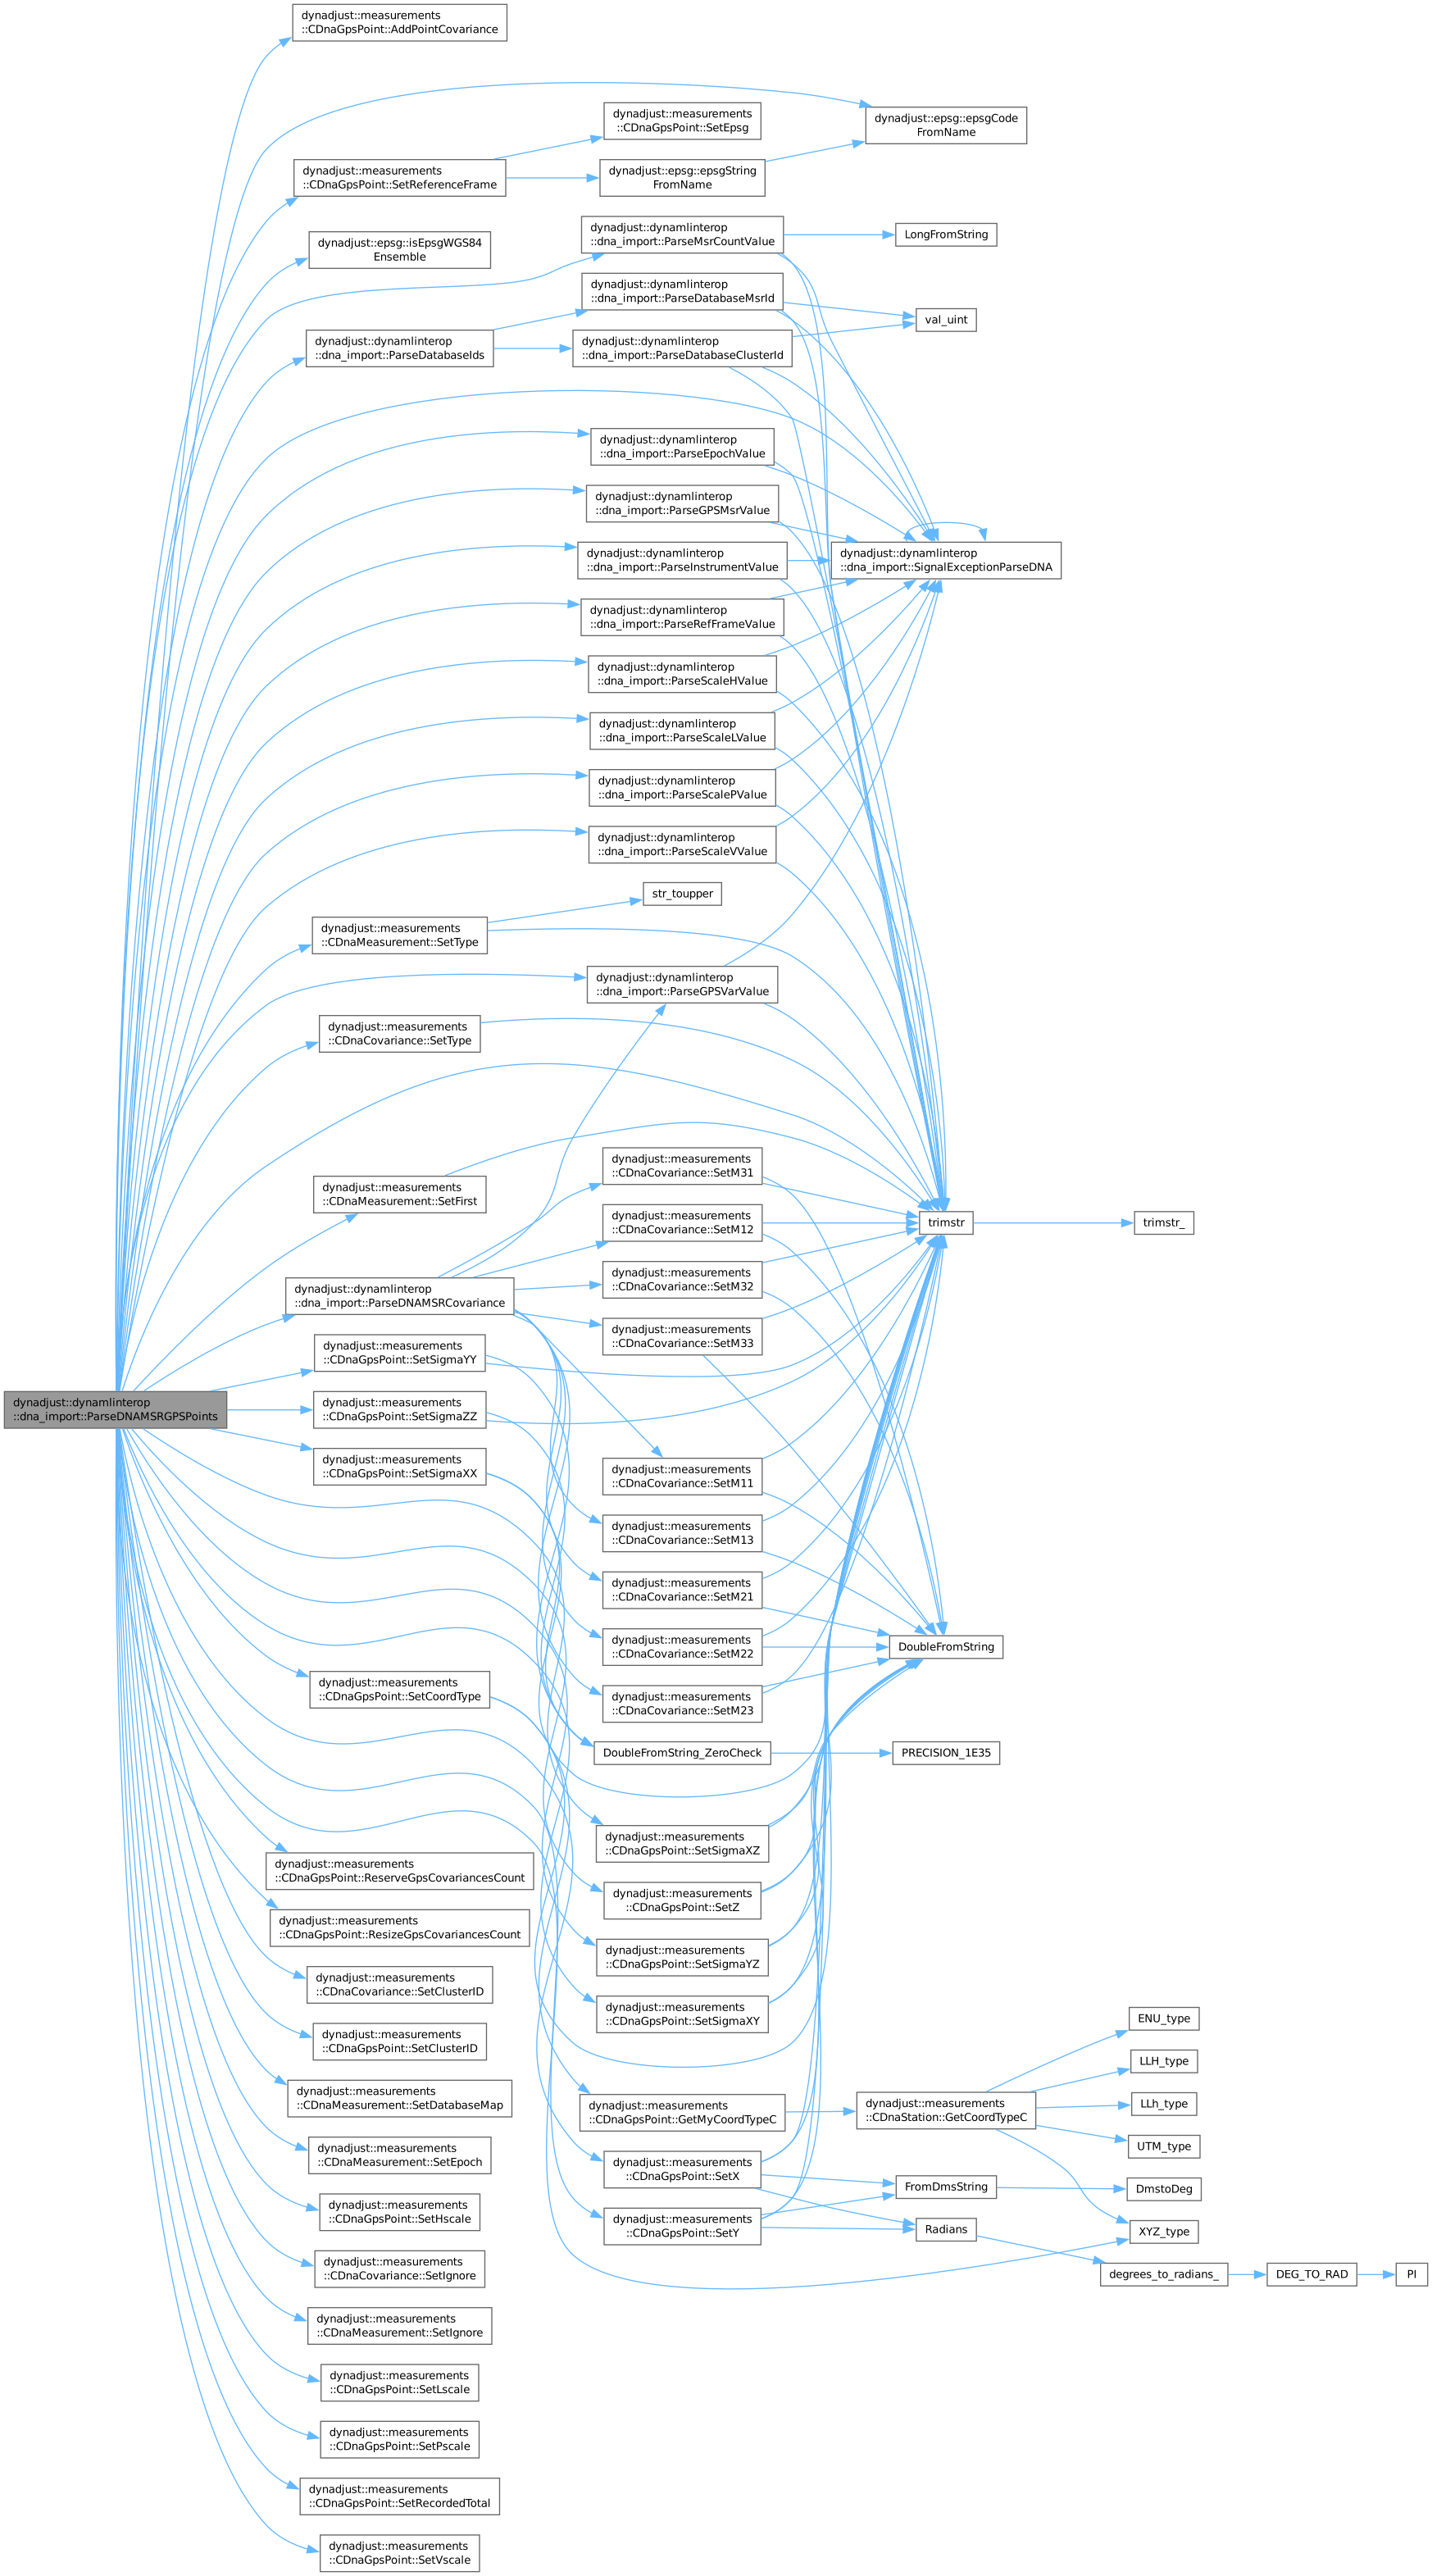 dynadjust::measurements
::CDnaGpsPoint::AddPointCovariance
dynadjust::measurements
::CDnaGpsPoint::SetEpsg
dynadjust::epsg::epsgCode
FromName
dynadjust::measurements
::CDnaGpsPoint::SetReferenceFrame
dynadjust::epsg::epsgString
FromName
dynadjust::epsg::isEpsgWGS84
Ensemble
dynadjust::dynamlinterop
::dna_import::ParseMsrCountValue
LongFromString
dynadjust::dynamlinterop
::dna_import::ParseDatabaseMsrId
val_uint
dynadjust::dynamlinterop
::dna_import::ParseDatabaseIds
dynadjust::dynamlinterop
::dna_import::ParseDatabaseClusterId
dynadjust::dynamlinterop
::dna_import::ParseEpochValue
dynadjust::dynamlinterop
::dna_import::ParseGPSMsrValue
dynadjust::dynamlinterop
::dna_import::ParseInstrumentValue
dynadjust::dynamlinterop
::dna_import::SignalExceptionParseDNA
dynadjust::dynamlinterop
::dna_import::ParseRefFrameValue
dynadjust::dynamlinterop
::dna_import::ParseScaleHValue
dynadjust::dynamlinterop
::dna_import::ParseScaleLValue
dynadjust::dynamlinterop
::dna_import::ParseScalePValue
dynadjust::dynamlinterop
::dna_import::ParseScaleVValue
str_toupper
dynadjust::measurements
::CDnaMeasurement::SetType
dynadjust::dynamlinterop
::dna_import::ParseGPSVarValue
dynadjust::measurements
::CDnaCovariance::SetType
dynadjust::measurements
::CDnaCovariance::SetM31
dynadjust::measurements
::CDnaMeasurement::SetFirst
dynadjust::measurements
::CDnaCovariance::SetM12
trimstr
trimstr_
dynadjust::measurements
::CDnaCovariance::SetM32
dynadjust::dynamlinterop
::dna_import::ParseDNAMSRCovariance
dynadjust::measurements
::CDnaCovariance::SetM33
dynadjust::measurements
::CDnaGpsPoint::SetSigmaYY
dynadjust::dynamlinterop
::dna_import::ParseDNAMSRGPSPoints
dynadjust::measurements
::CDnaGpsPoint::SetSigmaZZ
dynadjust::measurements
::CDnaGpsPoint::SetSigmaXX
dynadjust::measurements
::CDnaCovariance::SetM11
dynadjust::measurements
::CDnaCovariance::SetM13
dynadjust::measurements
::CDnaCovariance::SetM21
dynadjust::measurements
::CDnaCovariance::SetM22
DoubleFromString
dynadjust::measurements
::CDnaGpsPoint::SetCoordType
dynadjust::measurements
::CDnaCovariance::SetM23
DoubleFromString_ZeroCheck
PRECISION_1E35
dynadjust::measurements
::CDnaGpsPoint::SetSigmaXZ
dynadjust::measurements
::CDnaGpsPoint::ReserveGpsCovariancesCount
dynadjust::measurements
::CDnaGpsPoint::SetZ
dynadjust::measurements
::CDnaGpsPoint::ResizeGpsCovariancesCount
dynadjust::measurements
::CDnaGpsPoint::SetSigmaYZ
dynadjust::measurements
::CDnaCovariance::SetClusterID
dynadjust::measurements
::CDnaGpsPoint::SetSigmaXY
dynadjust::measurements
::CDnaGpsPoint::SetClusterID
ENU_type
LLH_type
dynadjust::measurements
::CDnaMeasurement::SetDatabaseMap
dynadjust::measurements
::CDnaGpsPoint::GetMyCoordTypeC
dynadjust::measurements
::CDnaStation::GetCoordTypeC
LLh_type
UTM_type
dynadjust::measurements
::CDnaMeasurement::SetEpoch
dynadjust::measurements
::CDnaGpsPoint::SetX
FromDmsString
DmstoDeg
dynadjust::measurements
::CDnaGpsPoint::SetHscale
dynadjust::measurements
::CDnaGpsPoint::SetY
Radians
XYZ_type
dynadjust::measurements
::CDnaCovariance::SetIgnore
degrees_to_radians_
DEG_TO_RAD
PI
dynadjust::measurements
::CDnaMeasurement::SetIgnore
dynadjust::measurements
::CDnaGpsPoint::SetLscale
dynadjust::measurements
::CDnaGpsPoint::SetPscale
dynadjust::measurements
::CDnaGpsPoint::SetRecordedTotal
dynadjust::measurements
::CDnaGpsPoint::SetVscale